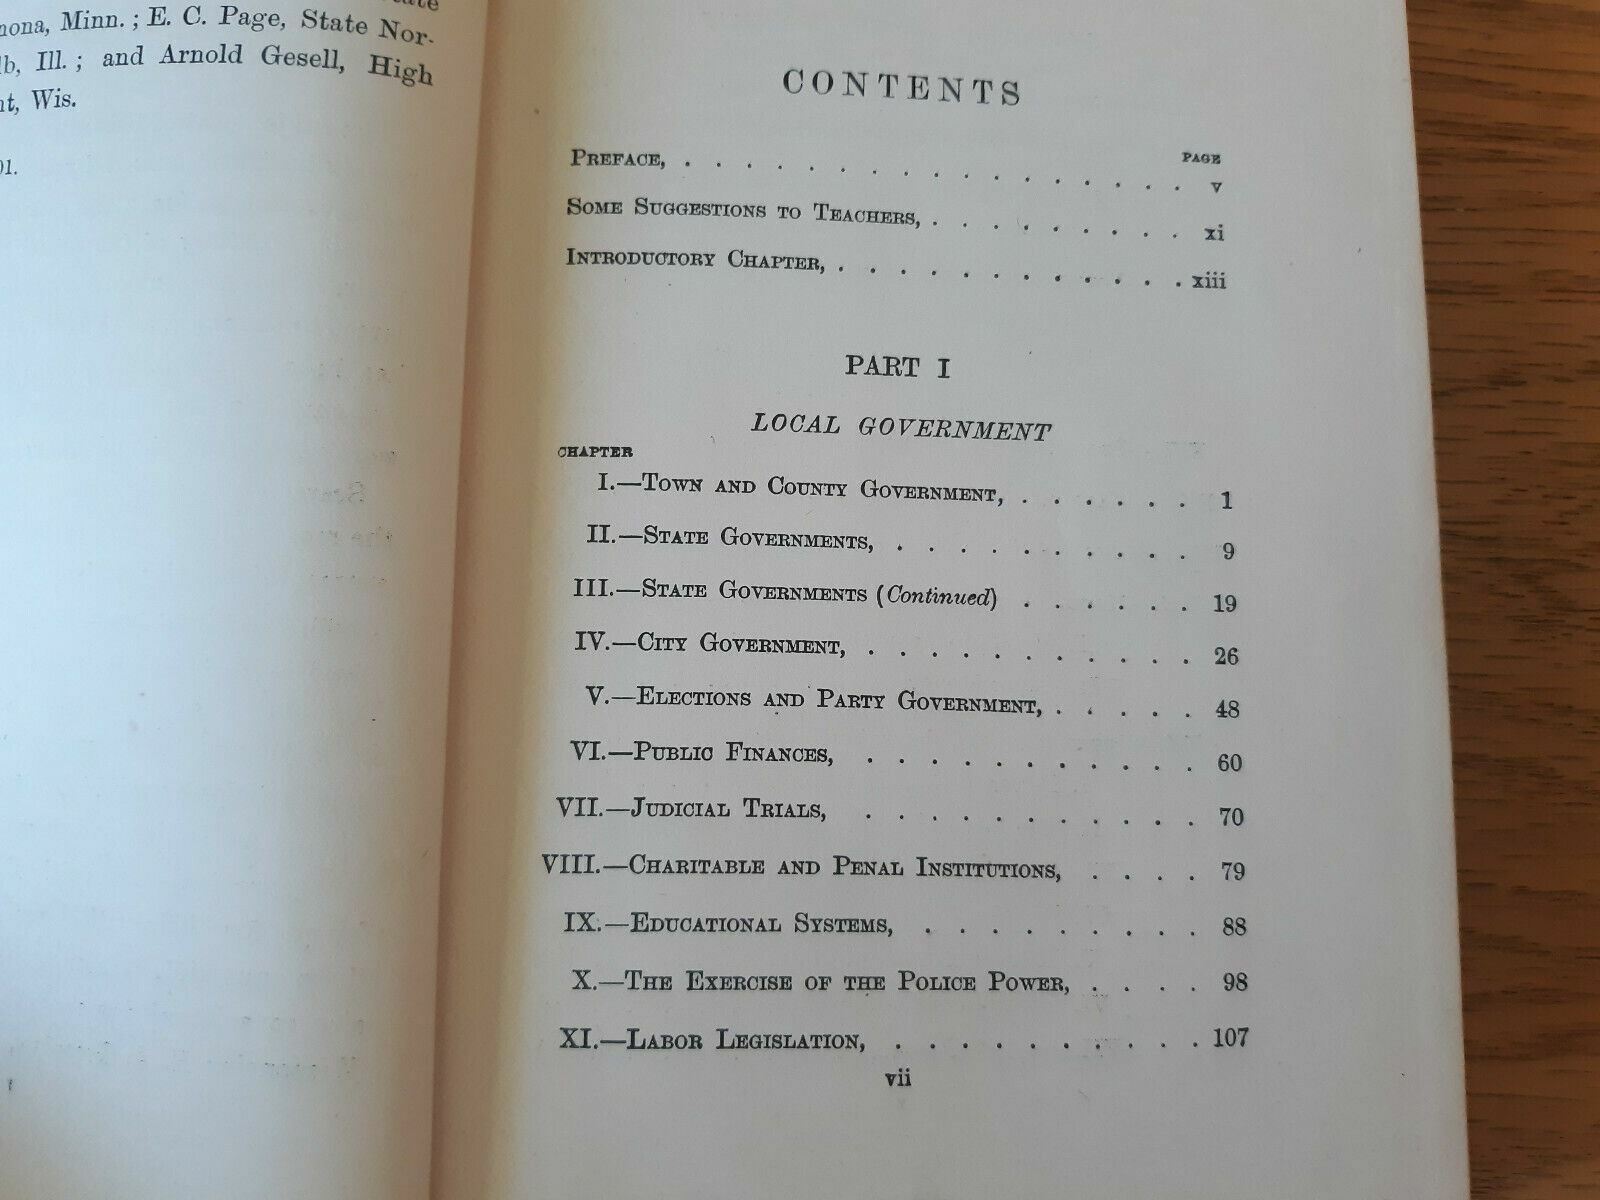 Minn. ; E. C. Page, State Nor-
Ill. ; and Arnold Gesell, High
Wis.
CONTENTS
PAGE
PREFACE, . . . . . . . . . . . . . . . . . v
SOME SUGGESTIONS TO TEACHERS, . . . . . . . . . xi
INTRODUCTORY CHAPTER, . . . . . . . . . . . . xiii
PART I
LOCAL GOVERNMENT
CHAPTER
I.—TOWN AND COUNTY GOVERNMENT, . . . . . . 1
II.—STATE GOVERNMENTS, . . . . . . . . . . 9
III.—STATE GOVERNMENTS (Continued) . . . . . . 19
IV.—CITY GOVERNMENT, . . . . . . . . . . . 26
V.—ELECTIONS AND PARTY GOVERNMENT, . . . . . 48
VI.—PUBLIC FINANCES, . . . . . . . . . . . 60
VII.—JUDICIAL TRIALS, . . . . . . . . . . . 70
VIII.—CHARITABLE AND PENAL INSTITUTIONS, . . . . 79
IX.—EDUCATIONAL SYSTEMS, . . . . . . . . . 88
X.—THE EXERCISE OF THE POLICE POWER, . . . . 98
XI.—LABOR LEGISLATION, . . . . . . . . . . 107
vii